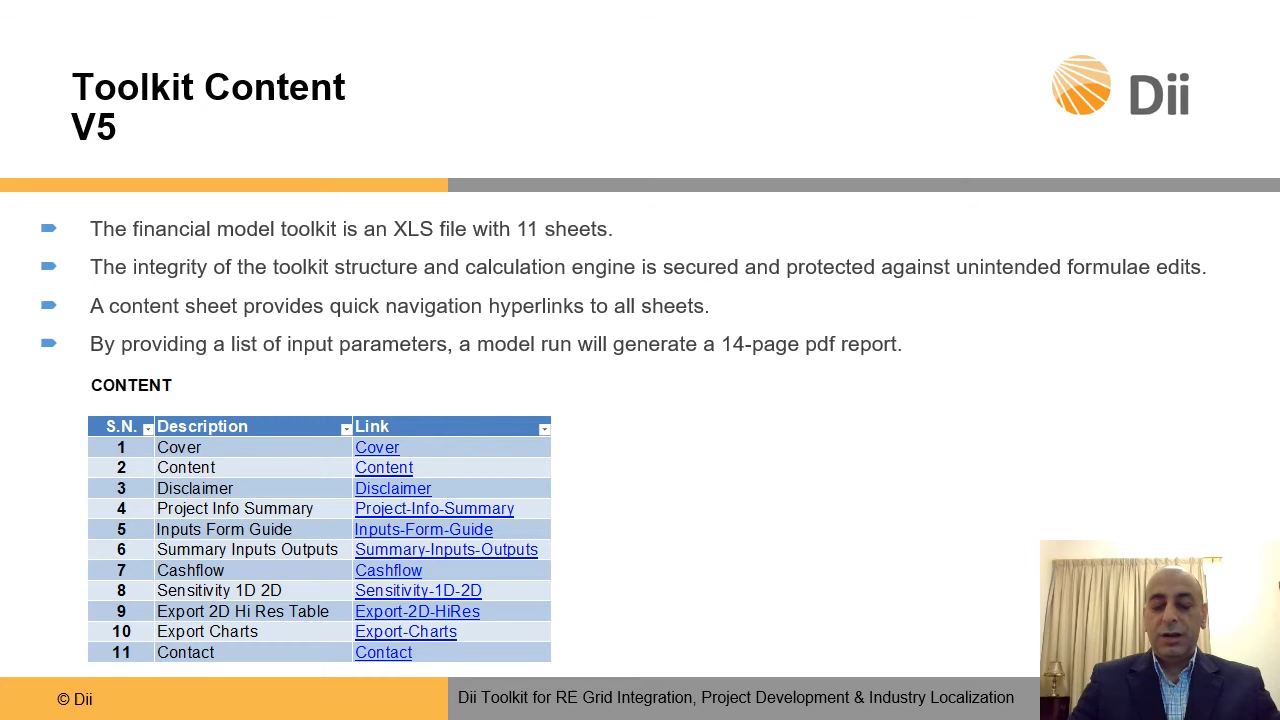 Toolkit Content
V5
Dii
The financial model toolkit is an XLS file with 11 sheets.
The integrity of the toolkit structure and calculation engine is secured and protected against unintended formulae edits.
A content sheet provides quick navigation hyperlinks to all sheets.
By providing a list of input parameters, a model run will generate a 14-page pdf report.
CONTENT
S.N. Description Link
1 Cover Cover
2 Content Content
3 Disclaimer Disclaimer
4 Project Info Summary Project-Info-Summary
5 Inputs Form Guide Inputs-Form-Guide
6 Summary Inputs Outputs Summary-Inputs-Outputs
7 Cashflow Cashflow
8 Sensitivity 1D 2D Sensitivity-1D-2D
9 Export 2D Hi Res Table Export-2D-HiRes
10 Export Charts Export-Charts
11 Contact Contact
© Dii
Dii Toolkit for RE Grid Integration, Project Development & Industry Localization